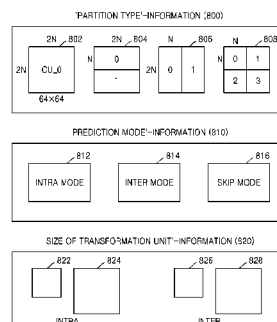 'PARTITION TYPE'-INFORMATION (800)
2N 802 2N 804 N 806 N 808
2N CU_0 N 0 2N 0 1 N 0 1
1 2 3
64×64
PREDICTION MODE'-INFORMATION (810)
812 814 816
INTRA MODE INTER MODE SKIP MODE
SIZE OF TRANSFORMATION UNIT'-INFORMATION (820)
822 824 826 828
INTRA INTER